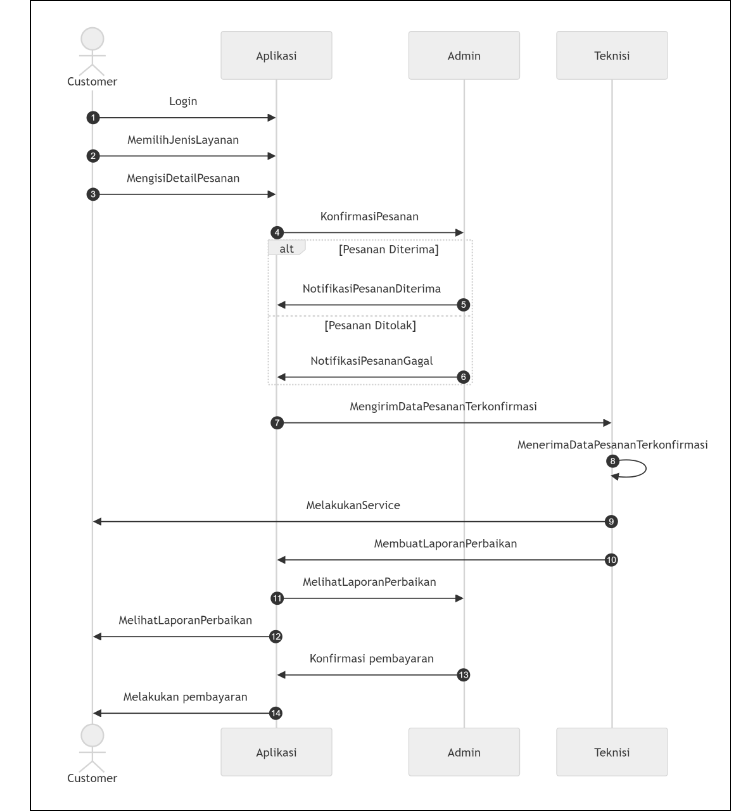 Customer
Aplikasi
Admin
Teknisi
Login
1
MemilihJenisLayanan
2
MengisiDetailPesanan
3
KonfirmasiPesanan
4
alt
[Pesanan Diterima]
NotifikasiPesananDiterima
5
[Pesanan Ditolak]
NotifikasiPesananGagal
6
MengirimDataPesananTerkonfirmasi
7
MenerimaDataPesananTerkonfirmasi
8
MelakukanService
9
MembuatLaporanPerbaikan
10
MelihatLaporanPerbaikan
11
MelihatLaporanPerbaikan
12
Konfirmasi pembayaran
13
Melakukan pembayaran
14
Customer
Aplikasi
Admin
Teknisi